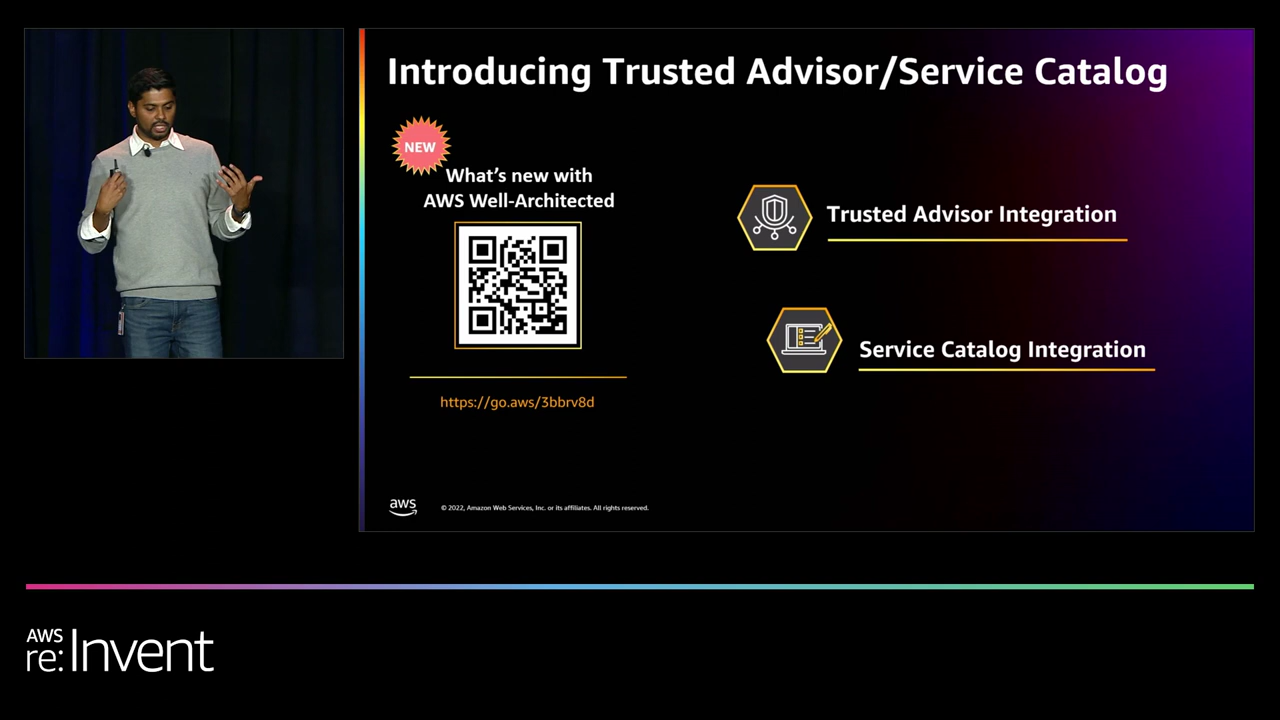 Introducing Trusted Advisor/Service Catalog
NEW
What's new with
AWS Well-Architected
https://go.aws/3bbrv8d
Trusted Advisor Integration
Service Catalog Integration
aws
© 2022, Amazon Web Services, Inc. or its affiliates. All rights reserved.
AWS
re:Invent